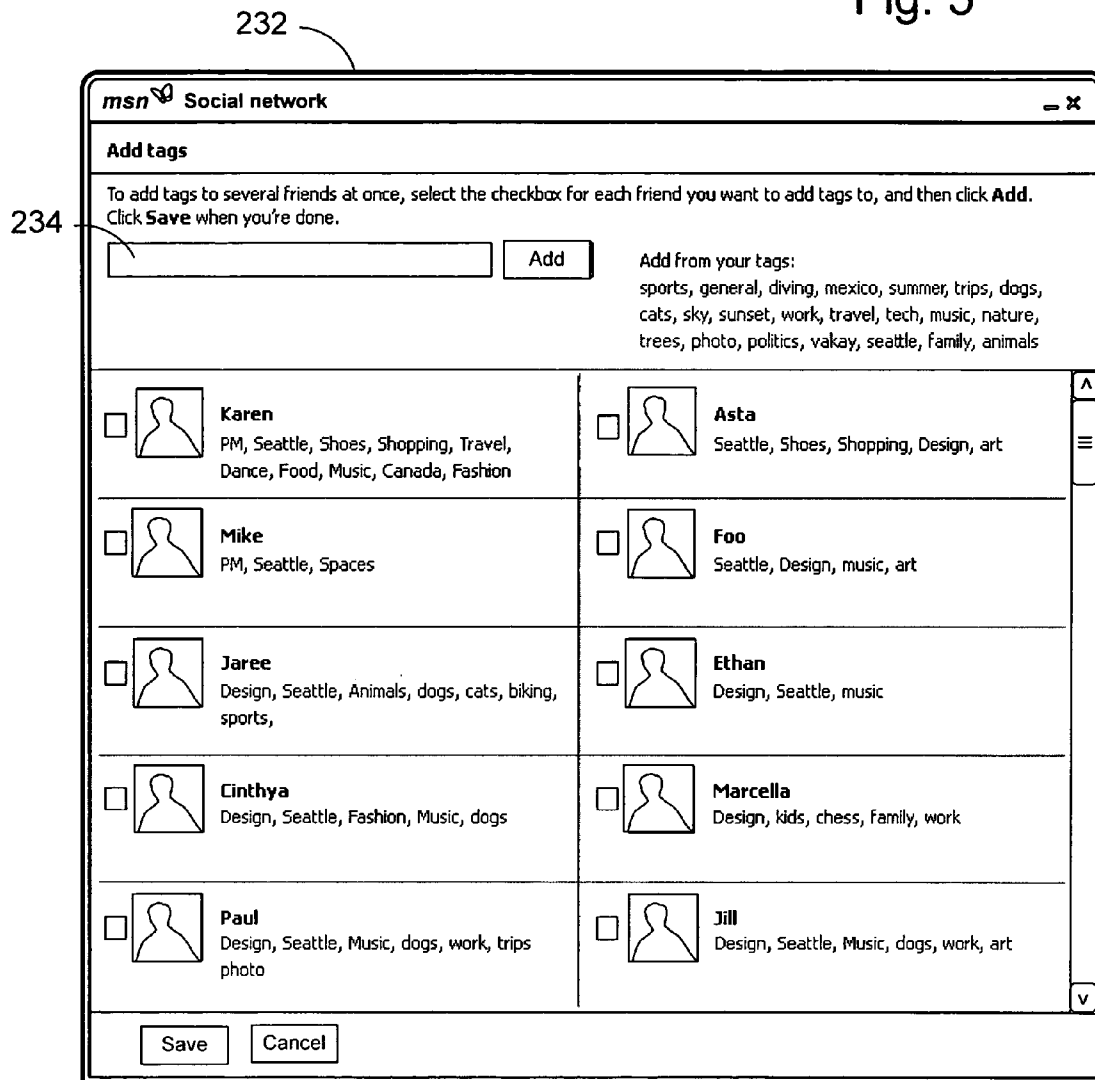 Fig. 5
232
msn Social network
Add tags
To add tags to several friends at once, select the checkbox for each friend you want to add tags to, and then click Add.
Click Save when you're done.
234
Add
Add from your tags:
sports, general, diving, mexico, summer, trips, dogs,
cats, sky, sunset, work, travel, tech, music, nature,
trees, photo, politics, vakay, seattle, family, animals
Karen
PM, Seattle, Shoes, Shopping, Travel,
Dance, Food, Music, Canada, Fashion
Asta
Seattle, Shoes, Shopping, Design, art
Mike
PM, Seattle, Spaces
Foo
Seattle, Design, music, art
Jaree
Design, Seattle, Animals, dogs, cats, biking,
sports,
Ethan
Design, Seattle, music
Cinthya
Design, Seattle, Fashion, Music, dogs
Marcella
Design, kids, chess, family, work
Paul
Design, Seattle, Music, dogs, work, trips
photo
Jill
Design, Seattle, Music, dogs, work, art
Save
Cancel